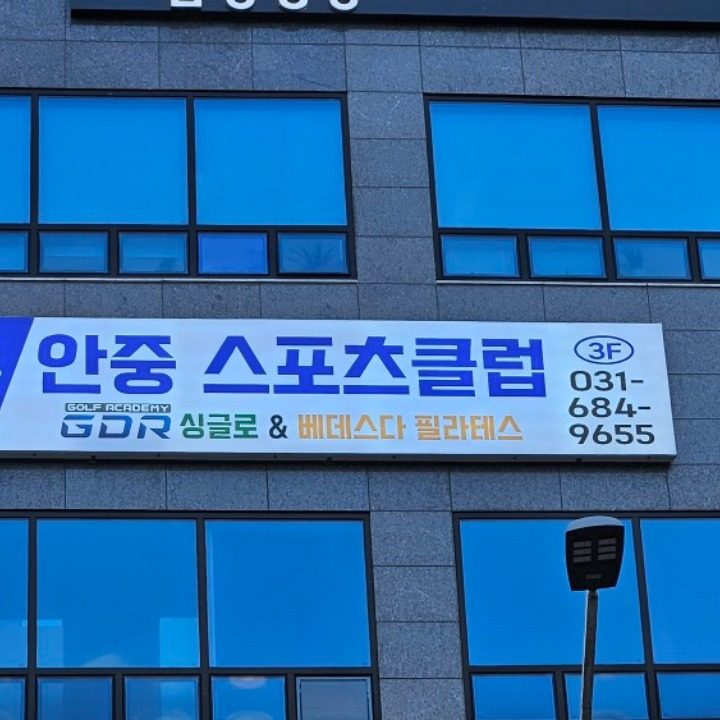 안중 스포츠클럽
3F
GOLF ACADEMY
GDR 싱글로 & 베데스다 필라테스
031-
684-
9655